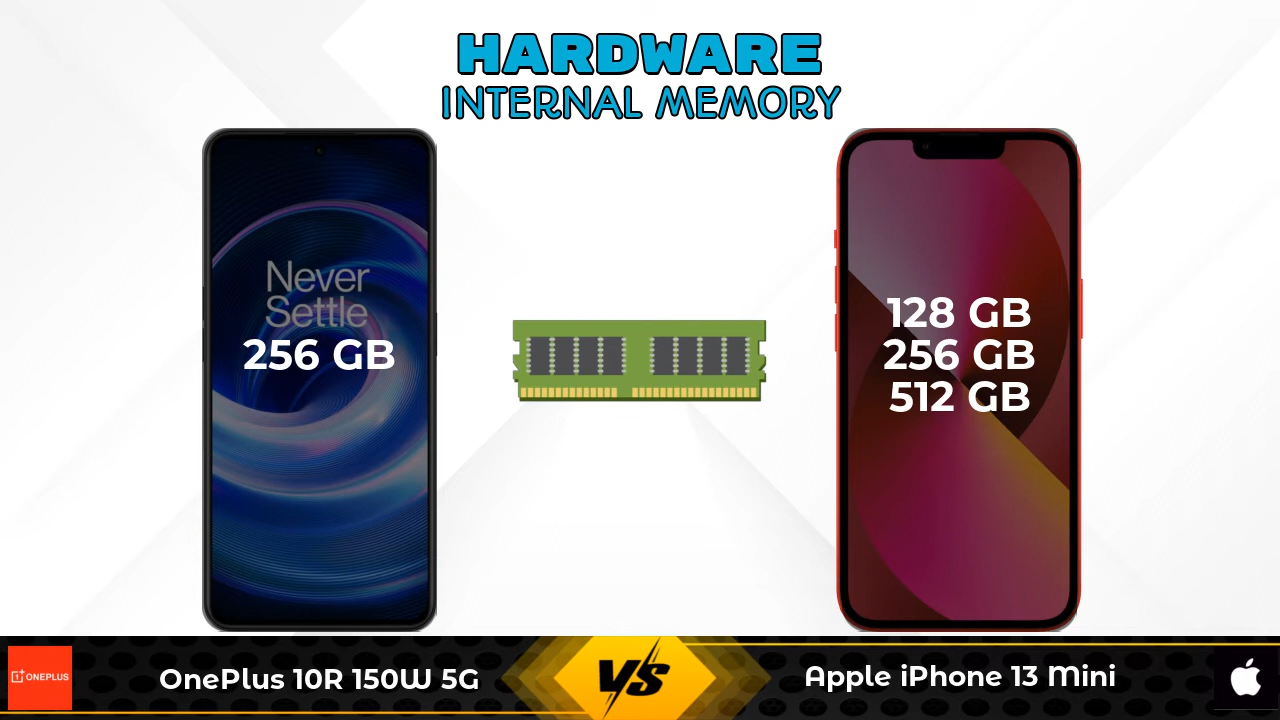 HARDWARE
INTERNAL MEMORY
Never
Settle
256 GB
128 GB
256 GB
512 GB
ONEPLUS
OnePlus 10R 150W 5G
VS
Apple iPhone 13 Mini